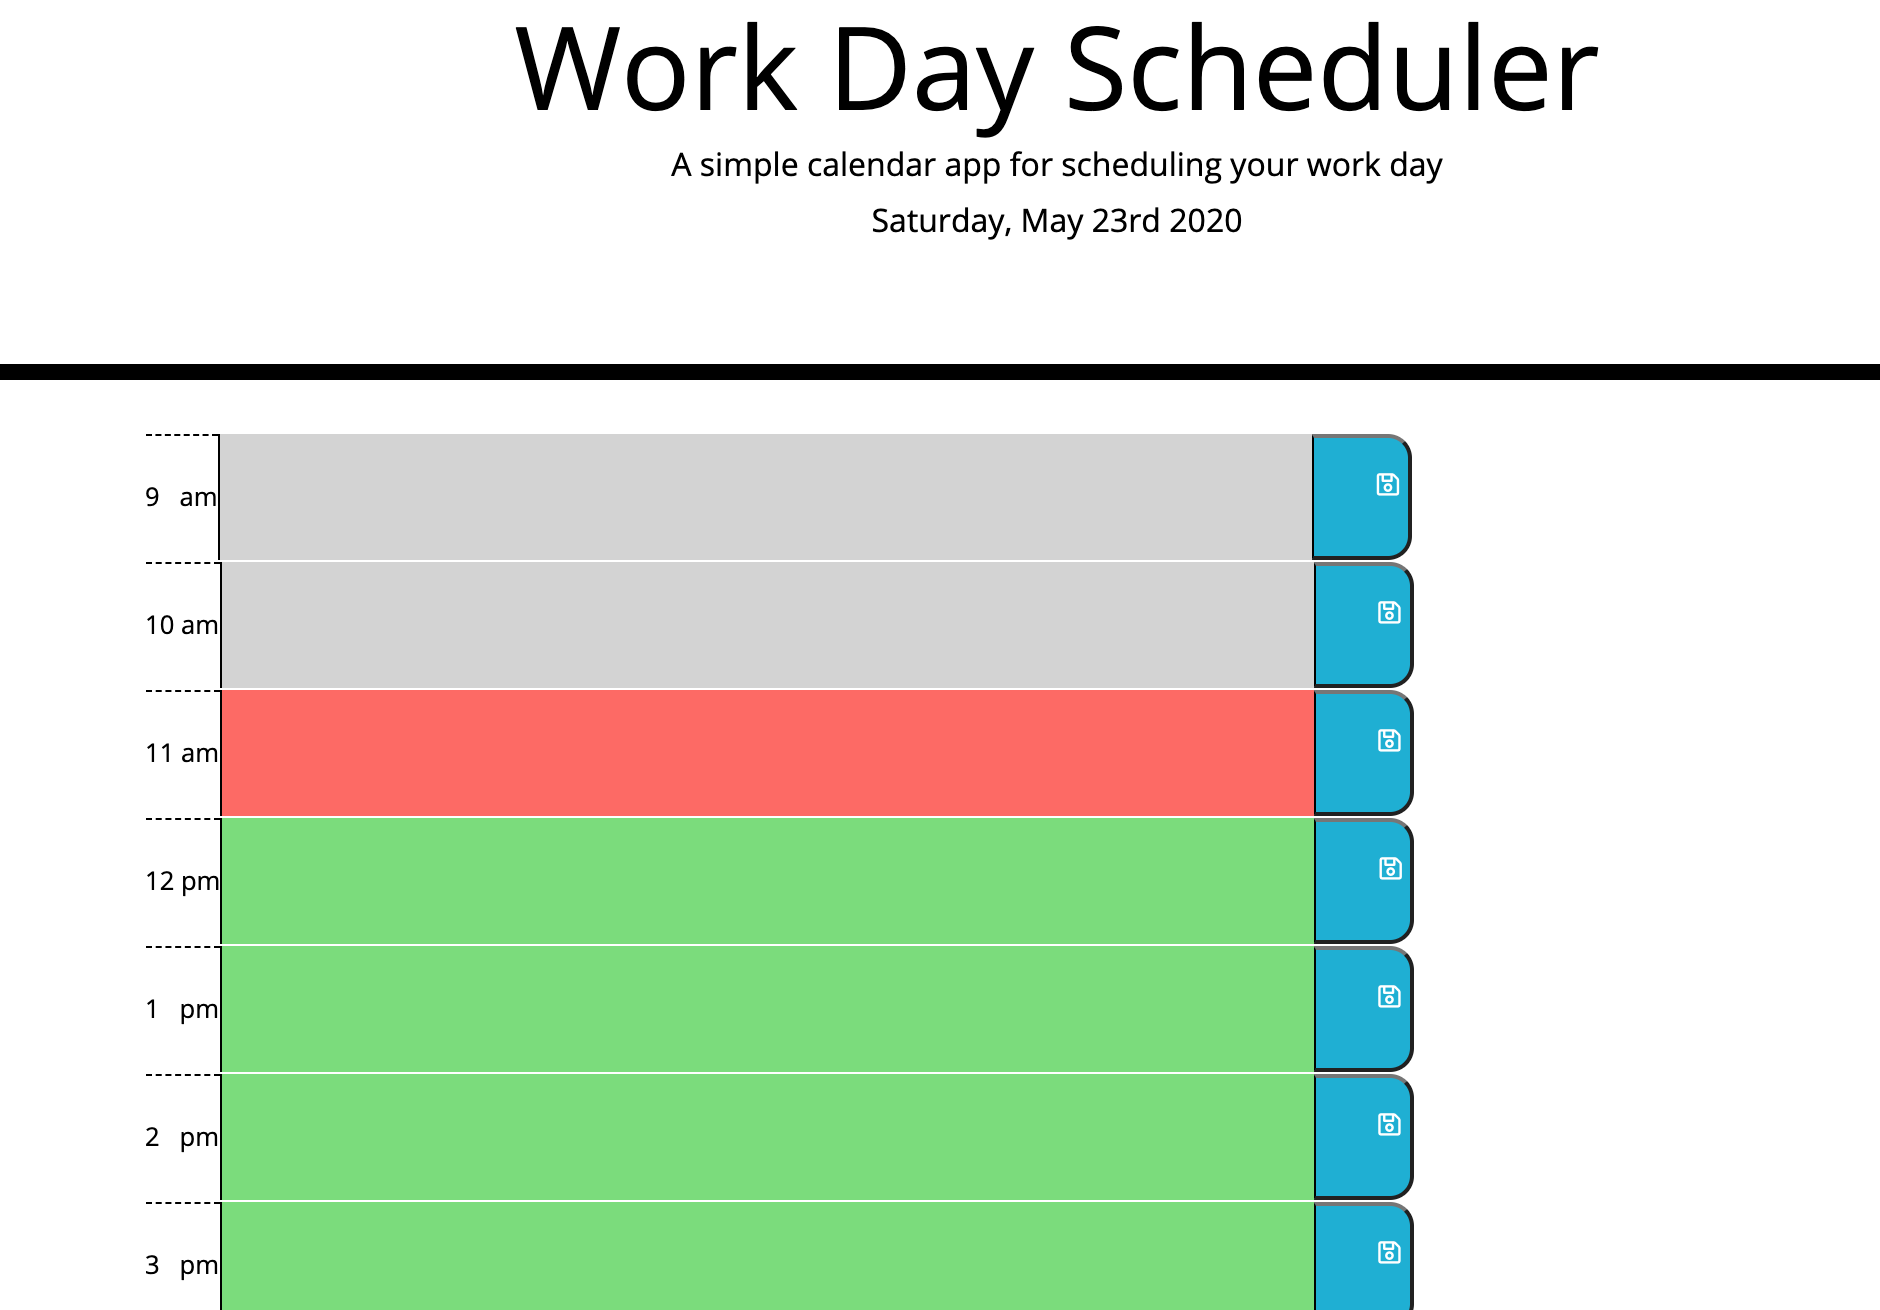 Work Day Scheduler
A simple calendar app for scheduling your work day
Saturday, May 23rd 2020
9 am
10 am
11 am
12 pm
1 pm
2 pm
3 pm